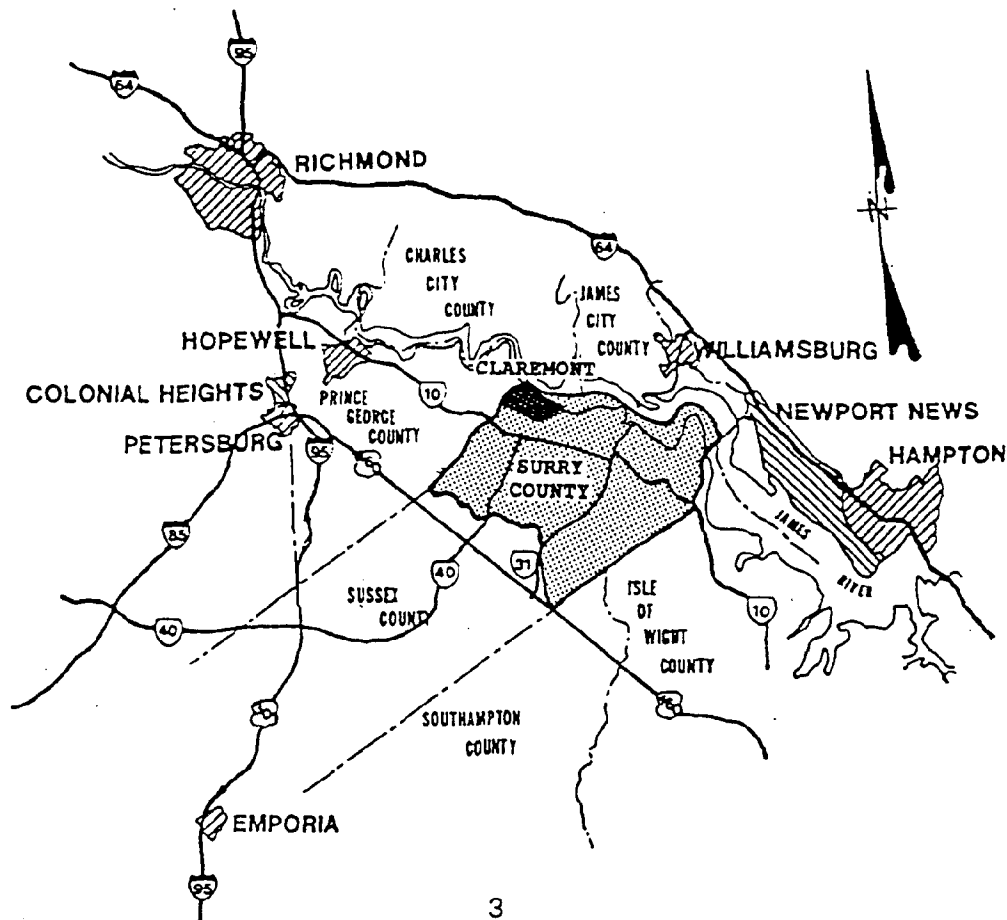 95
64
RICHMOND
64
CHARLES
CITY
COUNTY
JAMES
CITY
COUNTY
HOPEWELL
WILLIAMSBURG
CLAREMONT
COLONIAL HEIGHTS
PRINCE
GEORGE
COUNTY
10
NEWPORT NEWS
PETERSBURG
95
HAMPTON
SURRY
COUNTY
85
JAMES
RIVER
40
31
SUSSEX
COUNTY
ISLE
OF
WIGHT
COUNTY
10
40
SOUTHAMPTON
COUNTY
EMPORIA
95
3